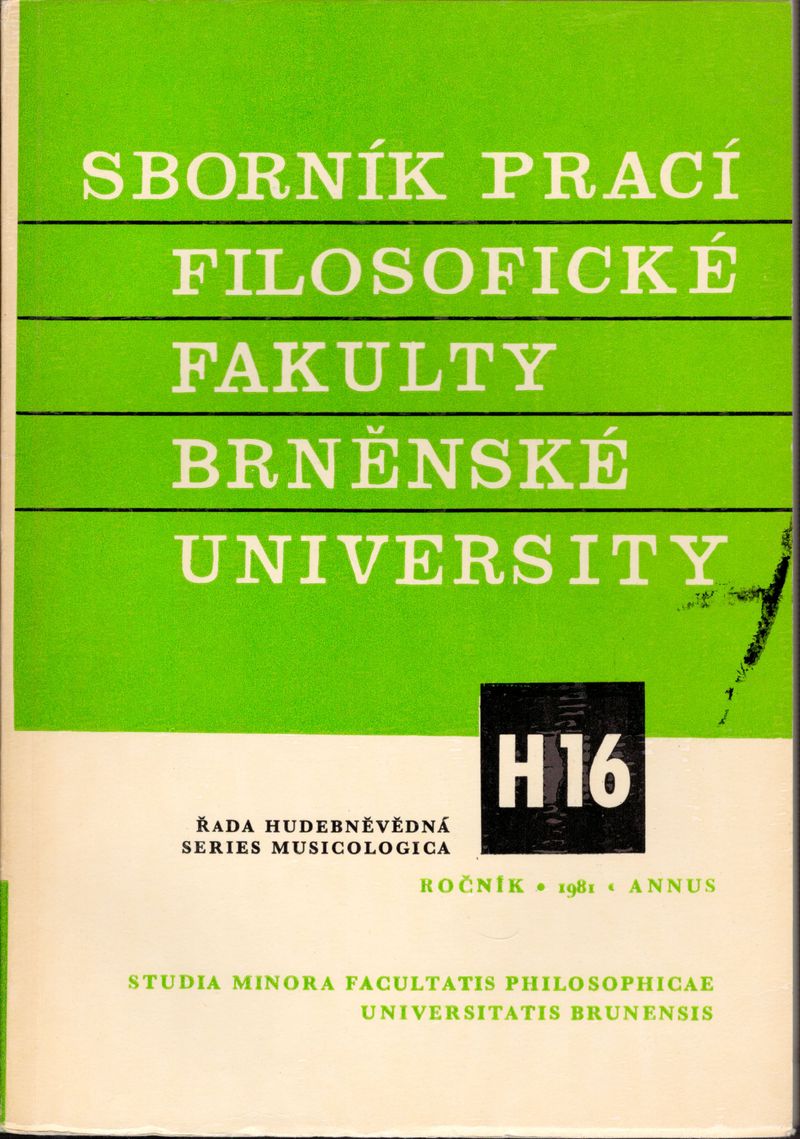 SBORNÍK PRACÍ
FILOSOFICKÉ
FAKULTY
BRNĚNSKÉ
UNIVERSITY
H 16
ŘADA HUDEBNĚVĚDNÁ
SERIES MUSICOLOGICA
ROČNÍK • 1981 • ANNUS
STUDIA MINORA FACULTATIS PHILOSOPHICAE
UNIVERSITATIS BRUNENSIS